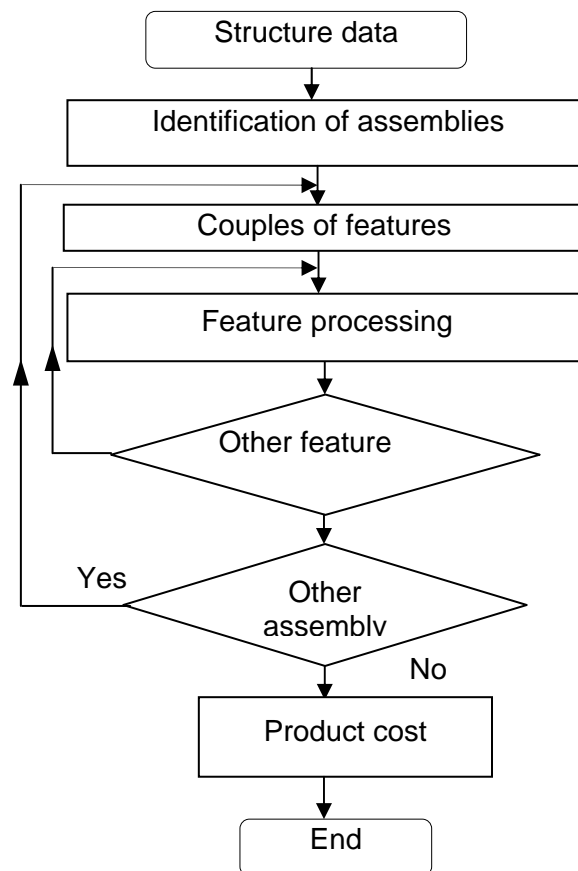 Structure data
Identification of assemblies
Couples of features
Feature processing
Other feature
Yes
Other
assembly
No
Product cost
End